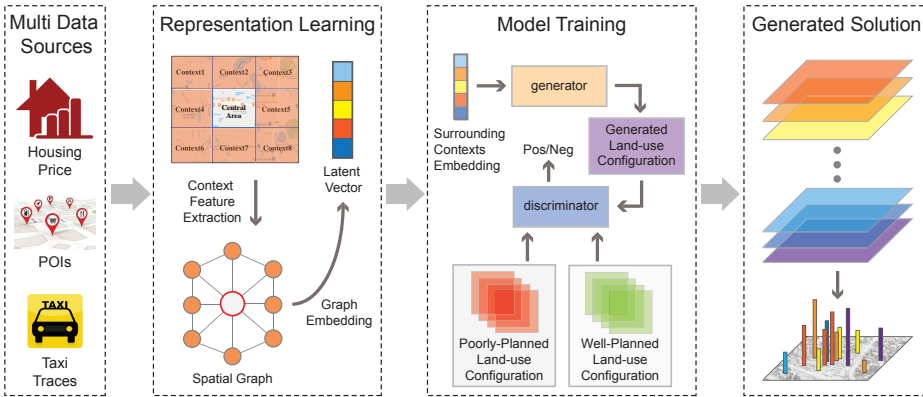 Multi Data
Sources
Housing
Price
POIs
TAXI
Taxi
Traces
Representation Learning
Context1 Context2 Context3
Context4 Central Area Context5
Context6 Context7 Context8
Context
Feature
Extraction
Latent
Vector
Graph
Embedding
Spatial Graph
Model Training
generator
Surrounding
Contexts
Embedding
Pos/Neg
Generated
Land-use
Configuration
discriminator
Poorly-Planned
Land-use
Configuration
Well-Planned
Land-use
Configuration
Generated Solution